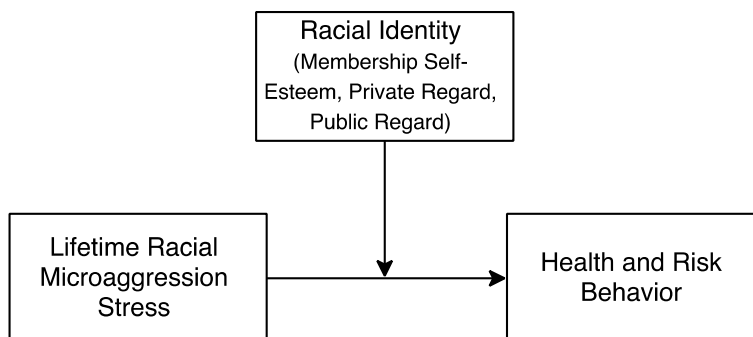 Racial Identity
(Membership Self-
Esteem, Private Regard,
Public Regard)
Lifetime Racial
Microaggression
Stress
Health and Risk
Behavior